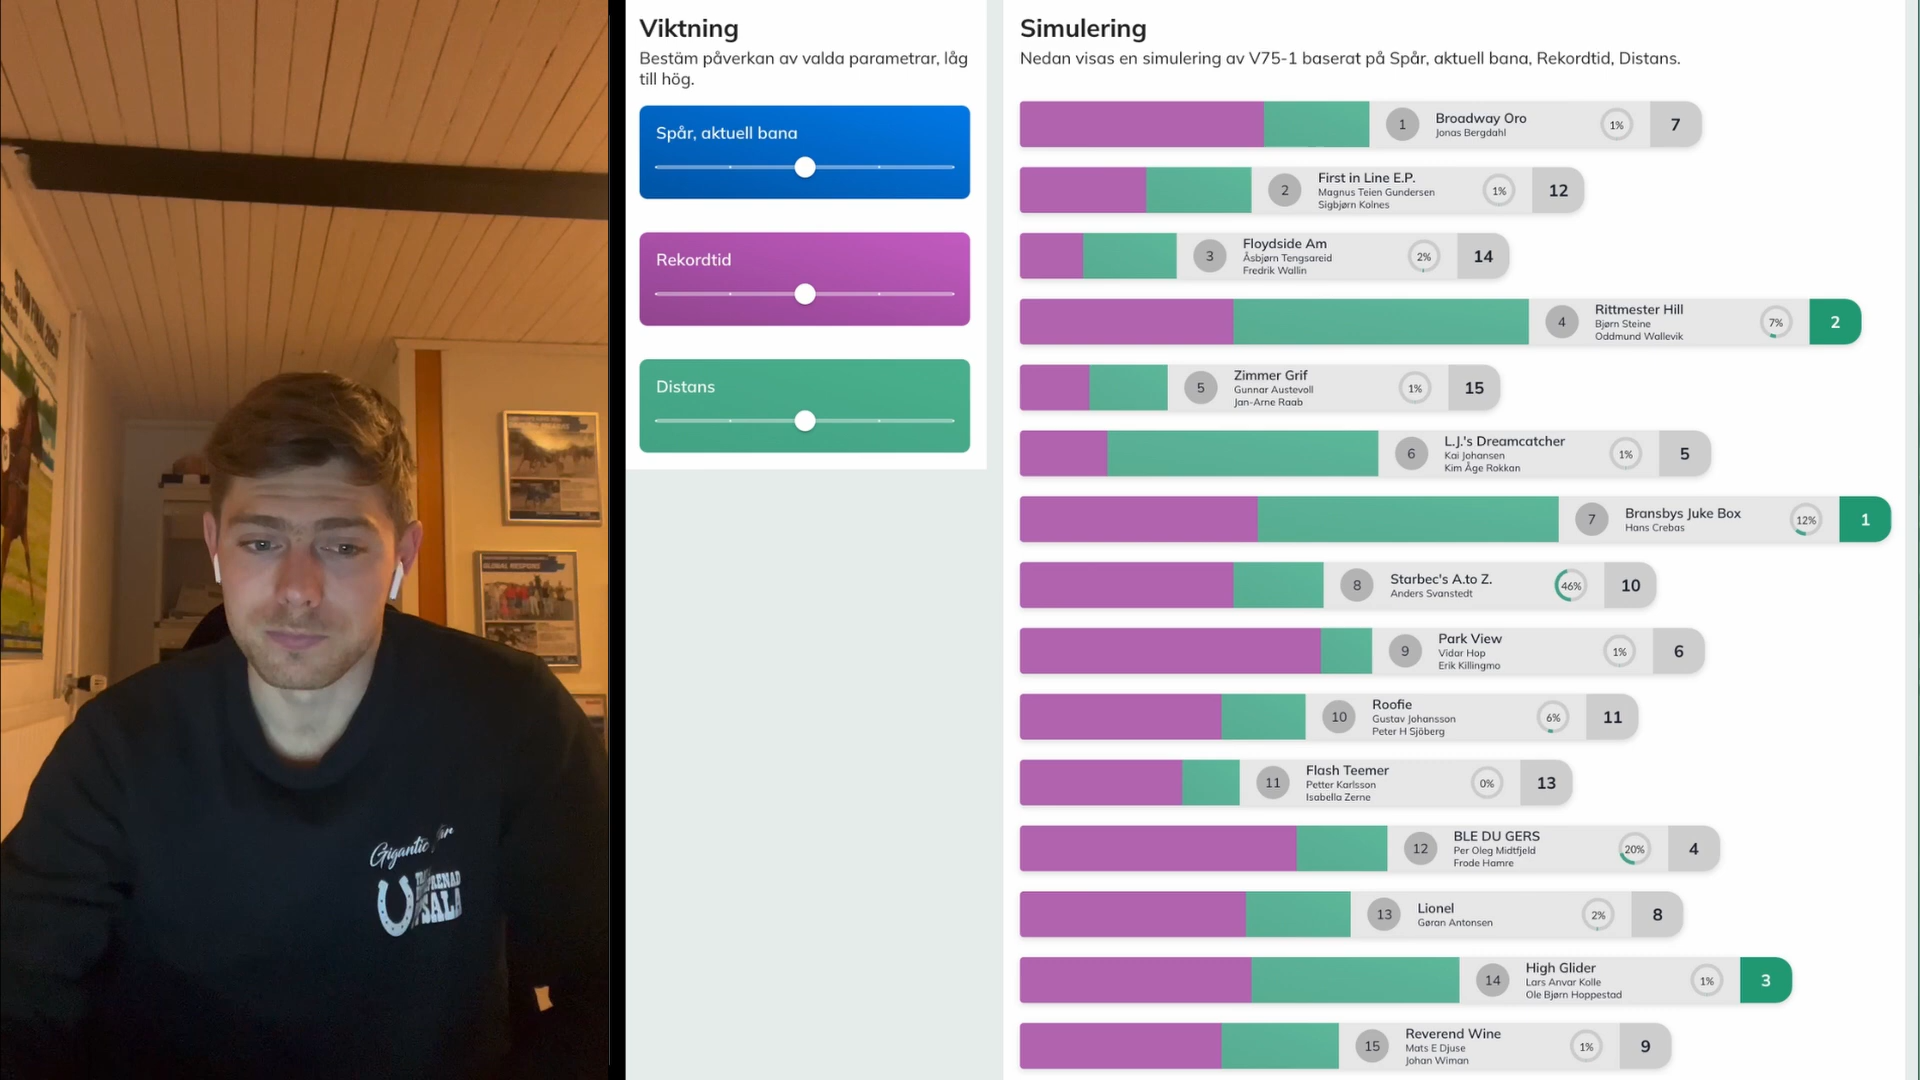 Viktning
Bestäm påverkan av valda parametrar, låg
till hög.
Spår, aktuell bana
Rekordtid
Distans
Simulering
Nedan visas en simulering av V75-1 baserat på Spår, aktuell bana, Rekordtid, Distans.
1 Broadway Oro 1% 7
Jonas Bergdahl
2 First in Line E.P. 1% 12
Magnus Teien Gundersen
Sigbjørn Kolnes
3 Floydside Am 2% 14
Åsbjørn Tengsareid
Fredrik Wallin
4 Rittmester Hill 7% 2
Bjørn Steine
Oddmund Wallevik
5 Zimmer Grif 1% 15
Gunnar Austevoll
Jan-Arne Raab
6 L.J.'s Dreamcatcher 1% 5
Kai Johansen
Kim Åge Rokkan
7 Bransbys Juke Box 12% 1
Hans Crebas
8 Starbec's A.to Z. 46% 10
Anders Svanstedt
9 Park View 1% 6
Vidar Hop
Erik Killingmo
10 Roofie 6% 11
Gustav Johansson
Peter H Sjöberg
11 Flash Teemer 0% 13
Petter Karlsson
Isabella Zerne
12 BLE DU GERS 20% 4
Per Oleg Midtfjeld
Frode Hamre
13 Lionel 2% 8
Gøran Antonsen
14 High Glider 1% 3
Lars Anvar Kolle
Ole Bjørn Hoppestad
15 Reverend Wine 1% 9
Mats E Djuse
Johan Wiman
Gigantic
SALA
GLOBAL RESPONS